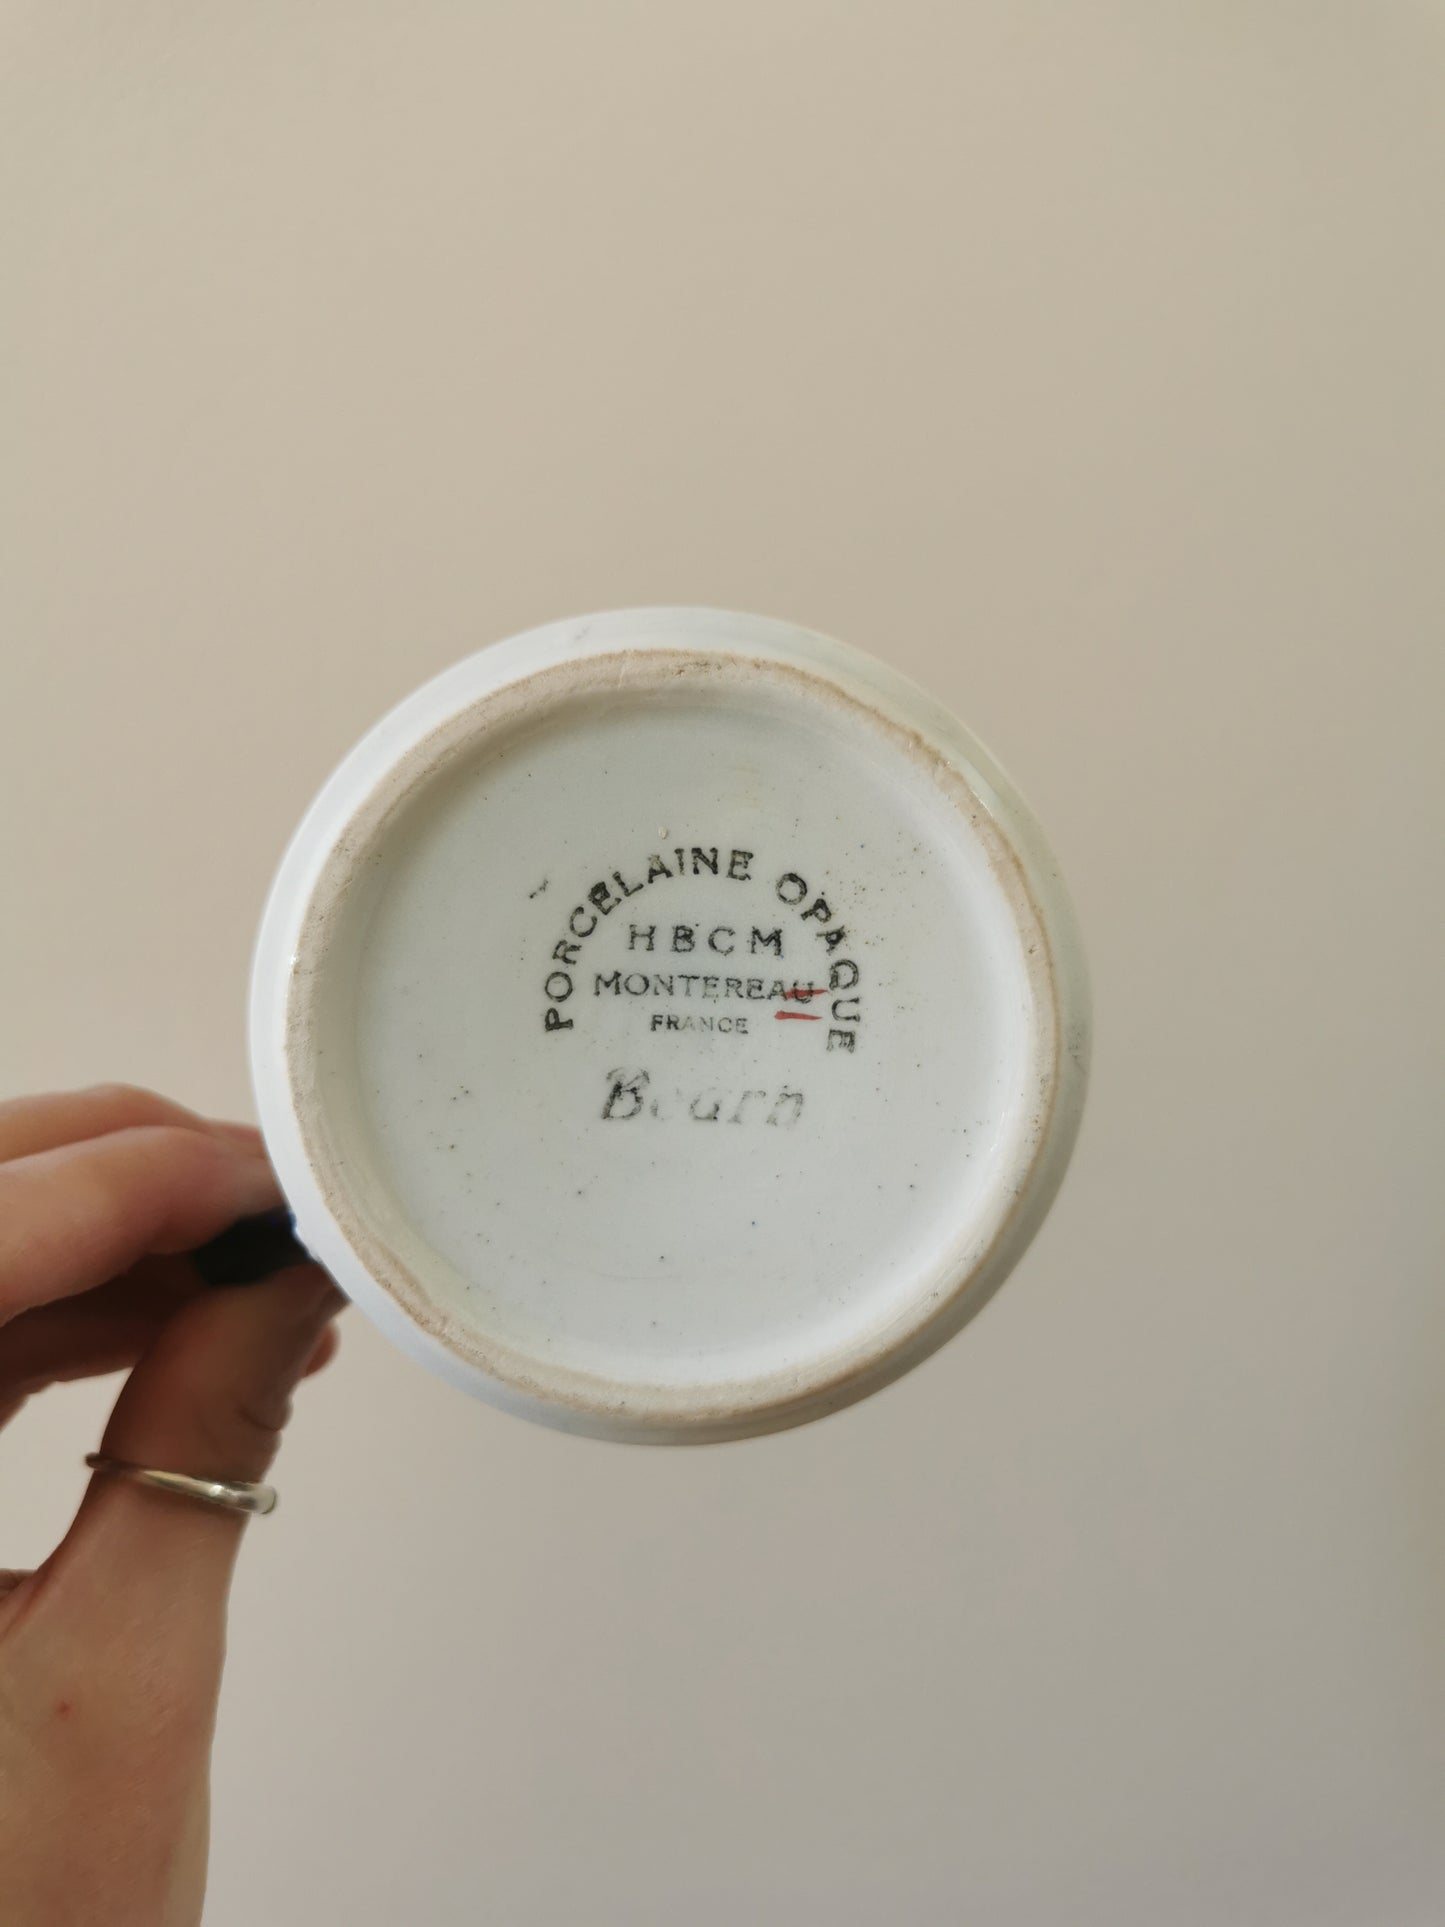 PORCELAINE OPAQUE
HBCM
MONTEREAU
FRANCE
Bearn